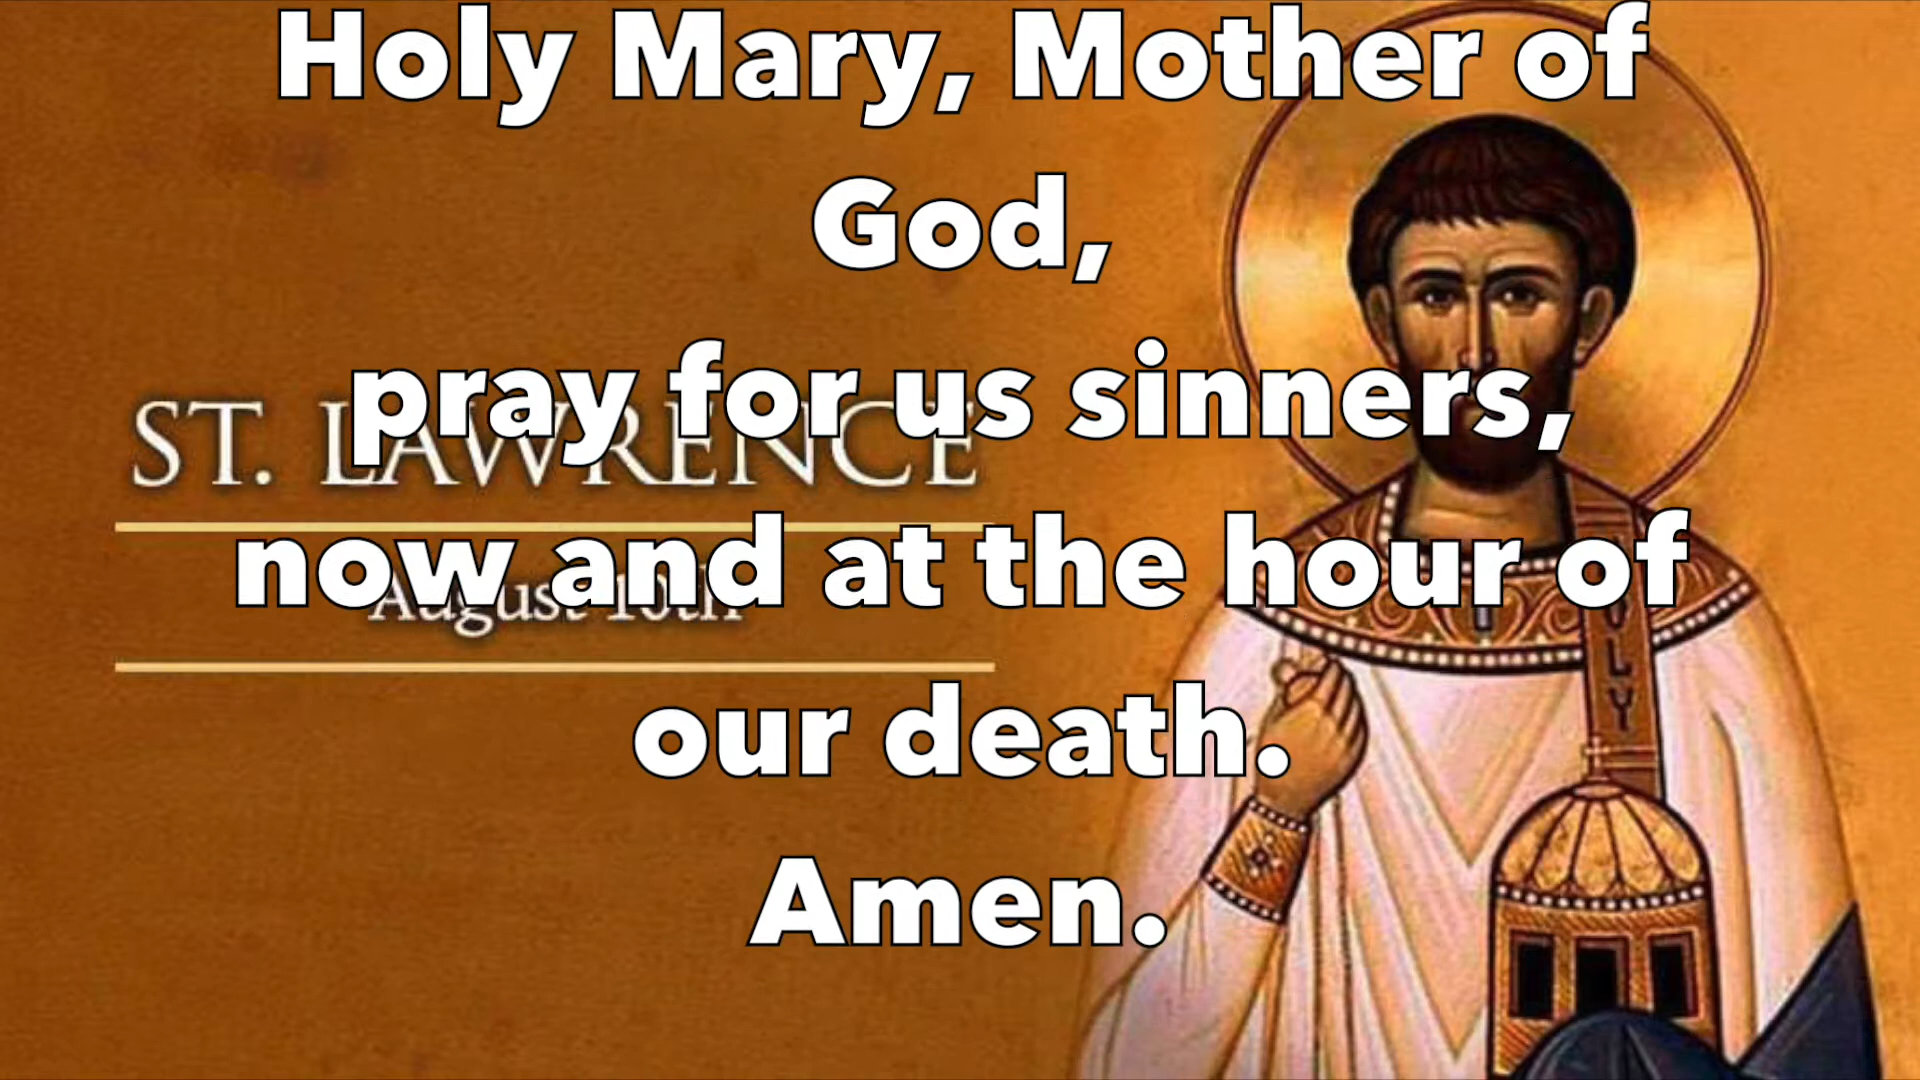 Holy Mary, Mother of
God,
pray for us sinners,
ST. LAWRENCE
now and at the hour of
August 10th
our death.
Amen.